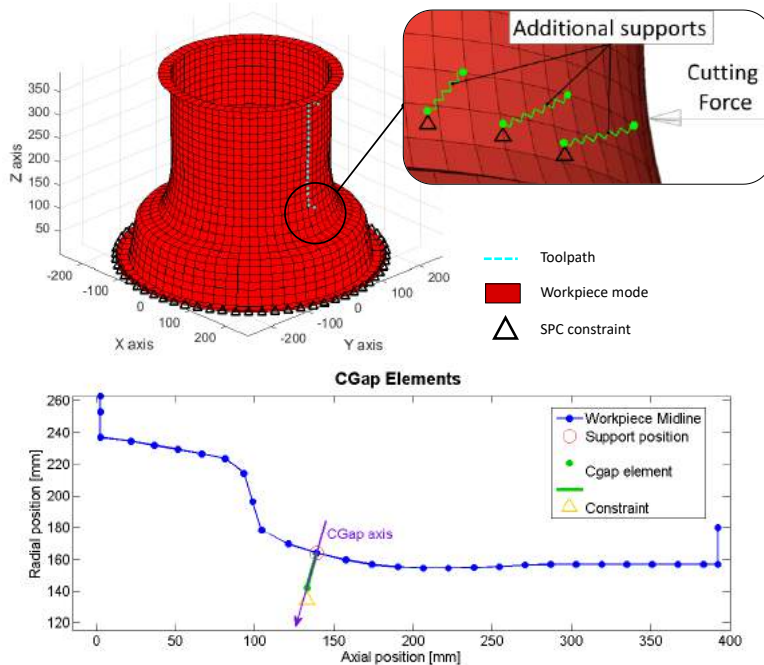 Additional supports
Cutting
Force
Z axis
350
300
250
200
150
100
50
-200
-100
0
100
200
X axis
-200
-100
0
100
200
Y axis
Toolpath
Workpiece mode
SPC constraint
CGap Elements
Radial position [mm]
260
240
220
200
180
160
140
120
CGap axis
Workpiece Midline
Support position
Cgap element
Constraint
0
50
100
150
200
250
300
350
400
Axial position [mm]